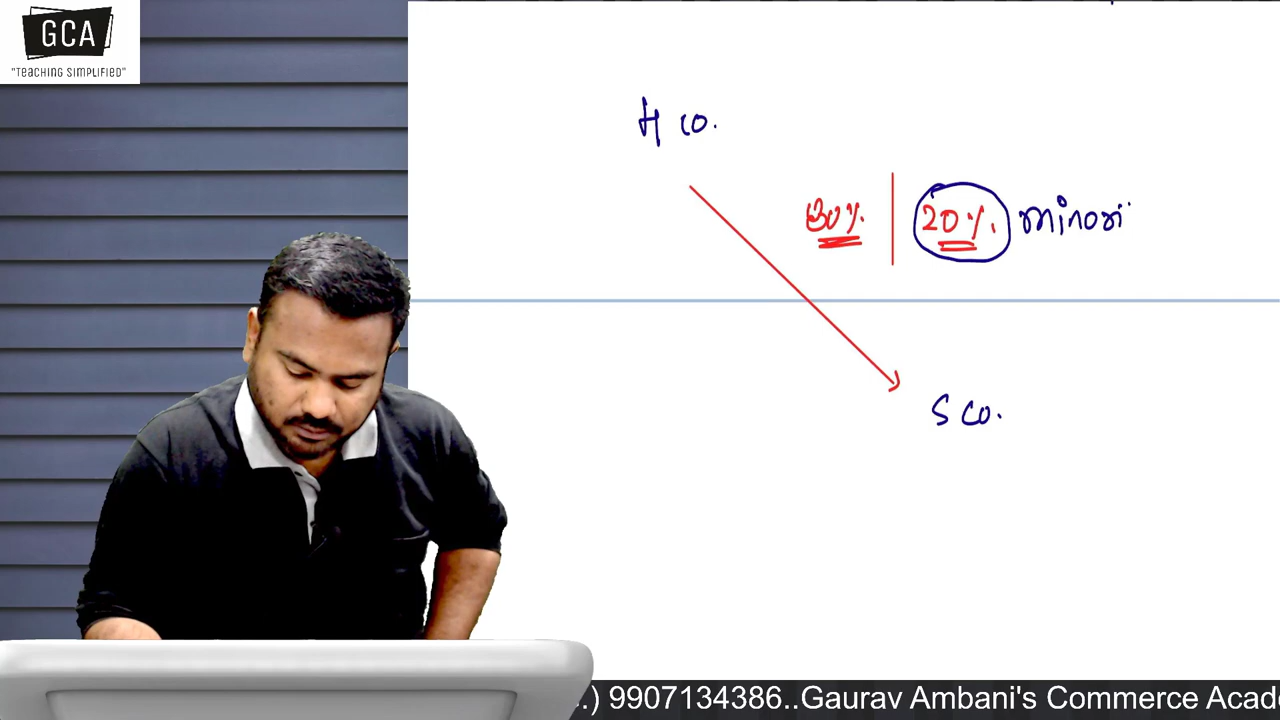 GCA
"TEACHING SIMPLIFIED"
H co.
80% | 20% minori
S co.
.) 9907134386..Gaurav Ambani's Commerce Acad